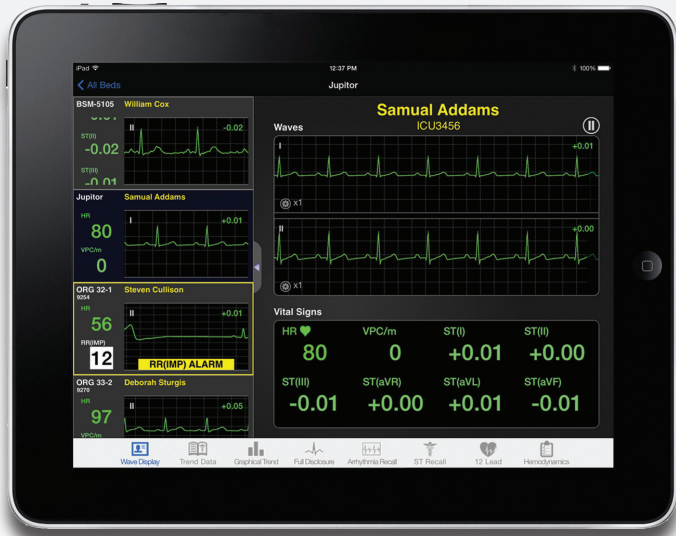 iPad 12:37 PM 100%
All Beds Jupitor
BSM-5105 William Cox
ST(II)
-0.02
II -0.02
ST(III)
Jupitor Samual Addams
HR
80
VPC/m
0
I +0.01
ORG 32-1 Steven Cullison
9254
HR
56
RR(IMP)
12
II +0.01
RR(IMP) ALARM
ORG 33-2 Deborah Sturgis
9270
HR
97
VPC/m
II +0.05
Samual Addams
ICU3456
Waves
I +0.01
x1
II +0.00
x1
Vital Signs
HR VPC/m ST(I) ST(II)
80 0 +0.01 +0.00
ST(III) ST(aVR) ST(aVL) ST(aVF)
-0.01 +0.00 +0.01 -0.01
Wave Display Trend Data Graphical Trend Full Disclosure Arrhythmia Recall ST Recall 12 Lead Hemodynamics